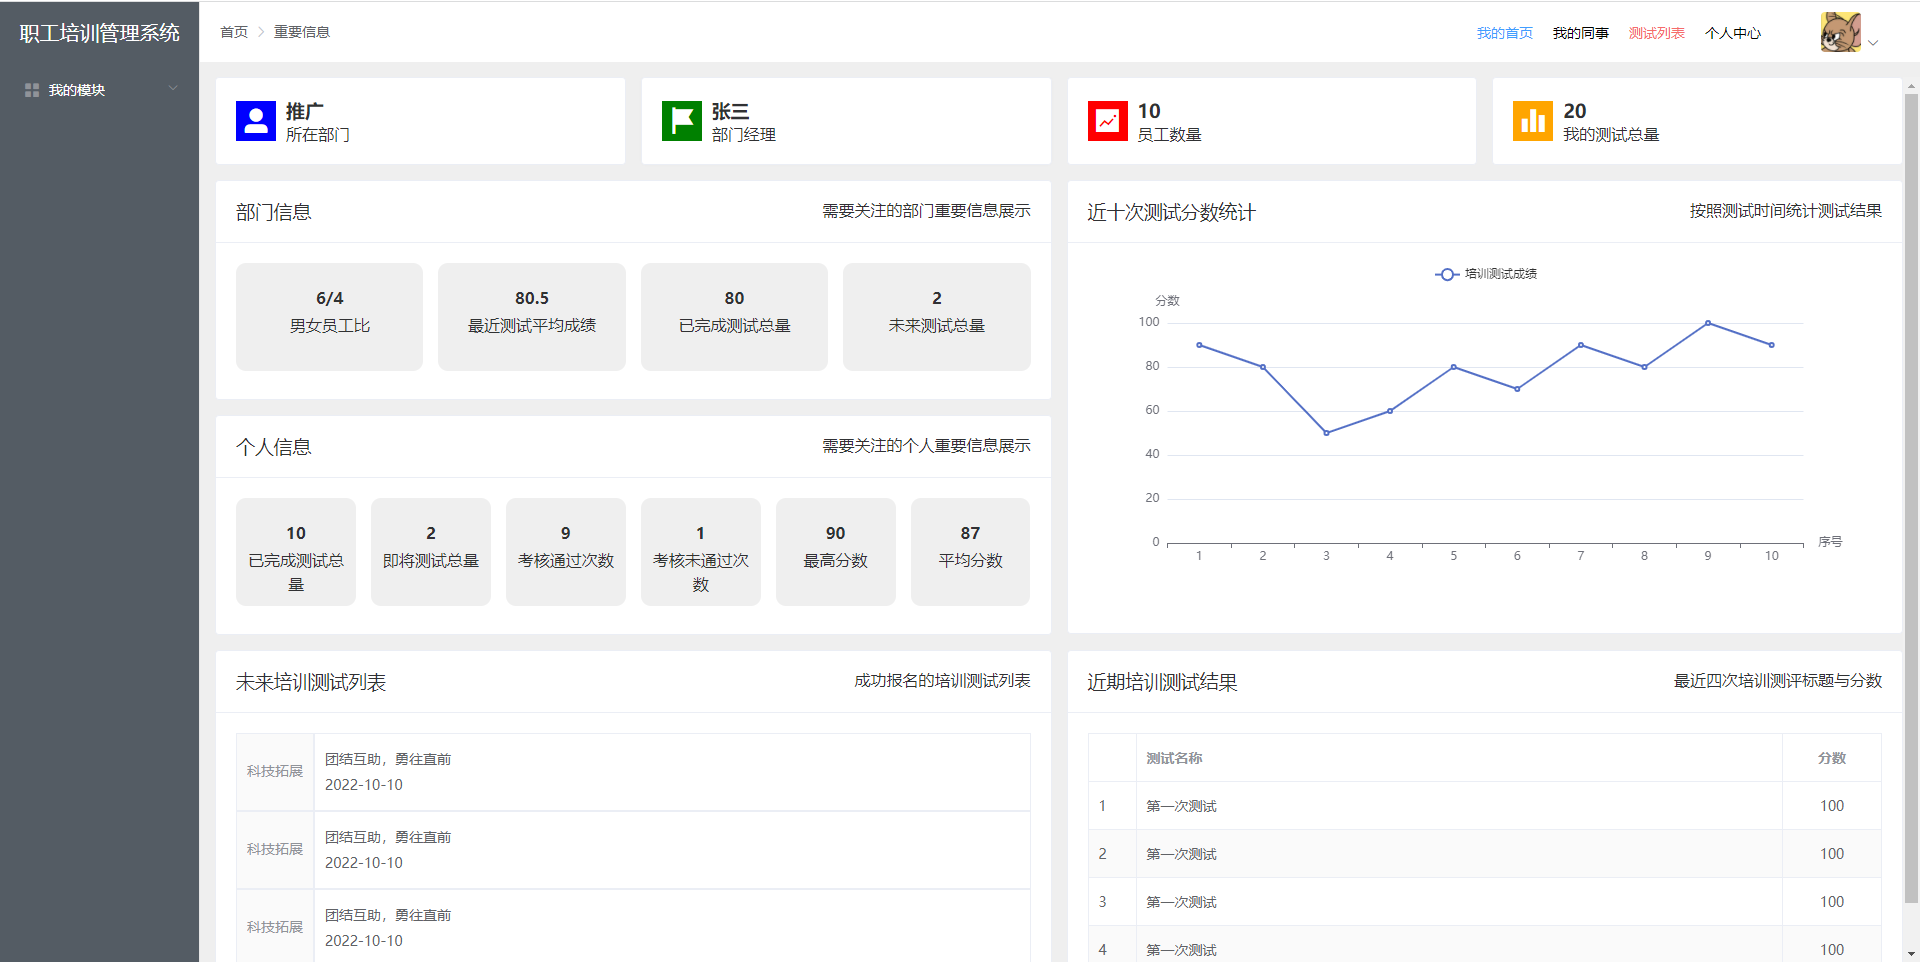 职工培训管理系统
我的模块
首页
重要信息
我的首页
我的同事
测试列表
个人中心
推广
所在部门
张三
部门经理
10
员工数量
20
我的测试总量
部门信息
需要关注的部门重要信息展示
6/4
男女员工比
80.5
最近测试平均成绩
80
已完成测试总量
2
未来测试总量
近十次测试分数统计
按照测试时间统计测试结果
培训测试成绩
分数
100
80
60
40
20
0
1
2
3
4
5
6
7
8
9
10
序号
个人信息
需要关注的个人重要信息展示
10
已完成测试总
量
2
即将测试总量
9
考核通过次数
1
考核未通过次
数
90
最高分数
87
平均分数
未来培训测试列表
成功报名的培训测试列表
科技拓展
团结互助，勇往直前
2022-10-10
科技拓展
团结互助，勇往直前
2022-10-10
科技拓展
团结互助，勇往直前
2022-10-10
近期培训测试结果
最近四次培训测评标题与分数
测试名称
分数
1
第一次测试
100
2
第一次测试
100
3
第一次测试
100
4
第一次测试
100